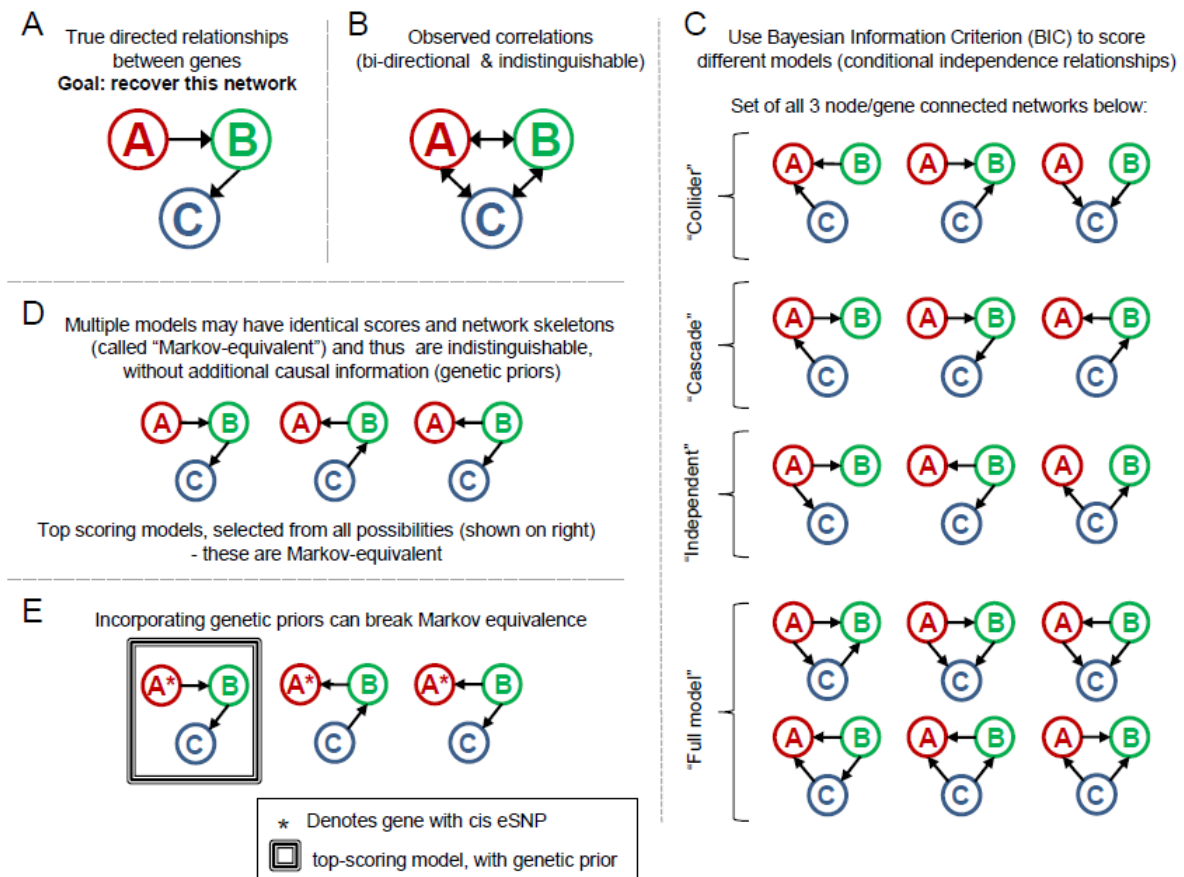 A
True directed relationships
between genes
Goal: recover this network
A
B
C
B
Observed correlations
(bi-directional & indistinguishable)
A
B
C
C
Use Bayesian Information Criterion (BIC) to score
different models (conditional independence relationships)
Set of all 3 node/gene connected networks below:
"Collider"
A B A B A B
C C C
"Cascade"
A B A B A B
C C C
"Independent"
A B A B A B
C C C
"Full model"
A B A B A B
C C C
A B A B A B
C C C
D
Multiple models may have identical scores and network skeletons
(called "Markov-equivalent") and thus are indistinguishable,
without additional causal information (genetic priors)
A B A B A B
C C C
Top scoring models, selected from all possibilities (shown on right)
- these are Markov-equivalent
E
Incorporating genetic priors can break Markov equivalence
A* B A* B A* B
C C C
* Denotes gene with cis eSNP
top-scoring model, with genetic prior